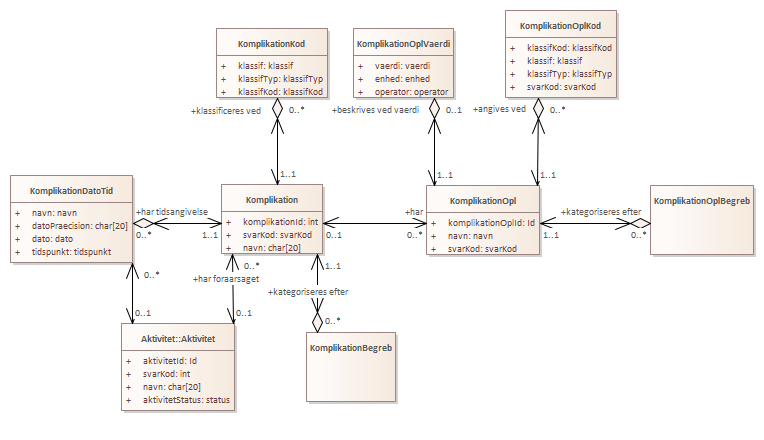 KomplikationKod
+ klassif: klassif
+ klassifTyp: klassifTyp
+ klassifKod: klassifKod
KomplikationOplVaerdi
+ vaerdi: vaerdi
+ enhed: enhed
+ operator: operator
KomplikationOplKod
+ klassifKod: klassifKod
+ klassif: klassif
+ klassifTyp: klassifTyp
+ svarKod: svarKod
+klassificeres ved
0..*
1..1
+beskrives ved vaerdi
0..1
1..1
+angives ved
0..*
1..1
KomplikationDatoTid
+ navn: navn
+ datoPraecision: char[20]
+ dato: dato
+ tidspunkt: tidspunkt
+har tidsangivelse
0..*
1..1
Komplikation
+ komplikationId: int
+ svarKod: svarKod
+ navn: char[20]
+har
0..1
0..*
KomplikationOpl
+ komplikationOplId: Id
+ navn: navn
+ svarKod: svarKod
+kategoriseres efter
1..1
0..*
KomplikationOplBegreb
0..*
0..1
0..*
+har foraarsaget
0..1
1..1
+kategoriseres efter
0..*
Aktivitet::Aktivitet
+ aktivitetId: Id
+ svarKod: int
+ navn: char[20]
+ aktivitetStatus: status
KomplikationBegreb